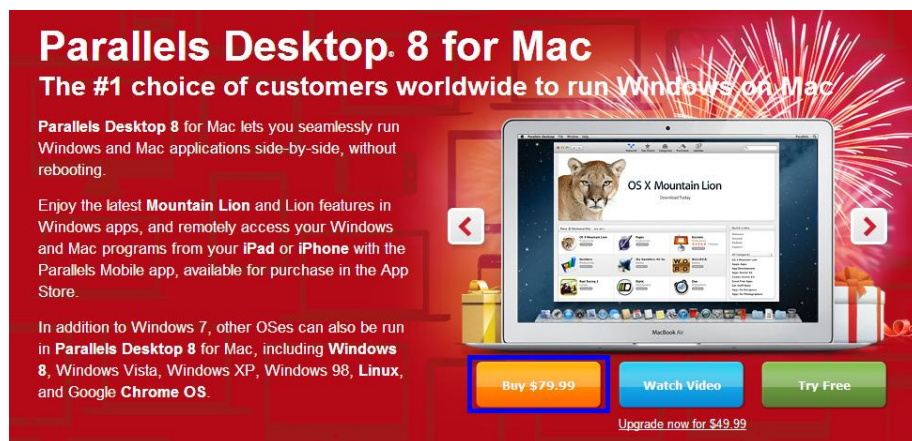 Parallels Desktop 8 for Mac
The #1 choice of customers worldwide to run Windows on Mac
Parallels Desktop 8 for Mac lets you seamlessly run
Windows and Mac applications side-by-side, without
rebooting.
Enjoy the latest Mountain Lion and Lion features in
Windows apps, and remotely access your Windows
and Mac programs from your iPad or iPhone with the
Parallels Mobile app, available for purchase in the App
Store.
In addition to Windows 7, other OSes can also be run
in Parallels Desktop 8 for Mac, including Windows
8, Windows Vista, Windows XP, Windows 98, Linux,
and Google Chrome OS.
OS X Mountain Lion
Download Today
MacBook Air
Buy $79.99
Watch Video
Try Free
Upgrade now for $49.99